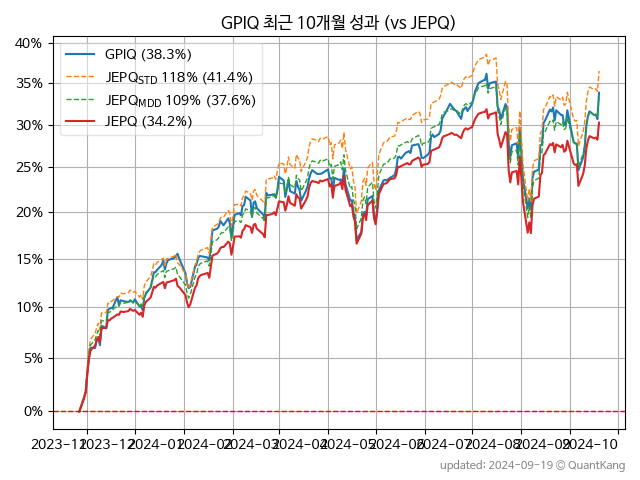 GPIQ 최근 10개월 성과 (vs JEPQ)
GPIQ (38.3%)
JEPQSTD 118% (41.4%)
JEPQMDD 109% (37.6%)
JEPQ (34.2%)
40%
35%
30%
25%
20%
15%
10%
5%
0%
2023-11 2023-12 2024-01 2024-02 2024-03 2024-04 2024-05 2024-06 2024-07 2024-08 2024-09 2024-10
updated: 2024-09-19 © QuantKang